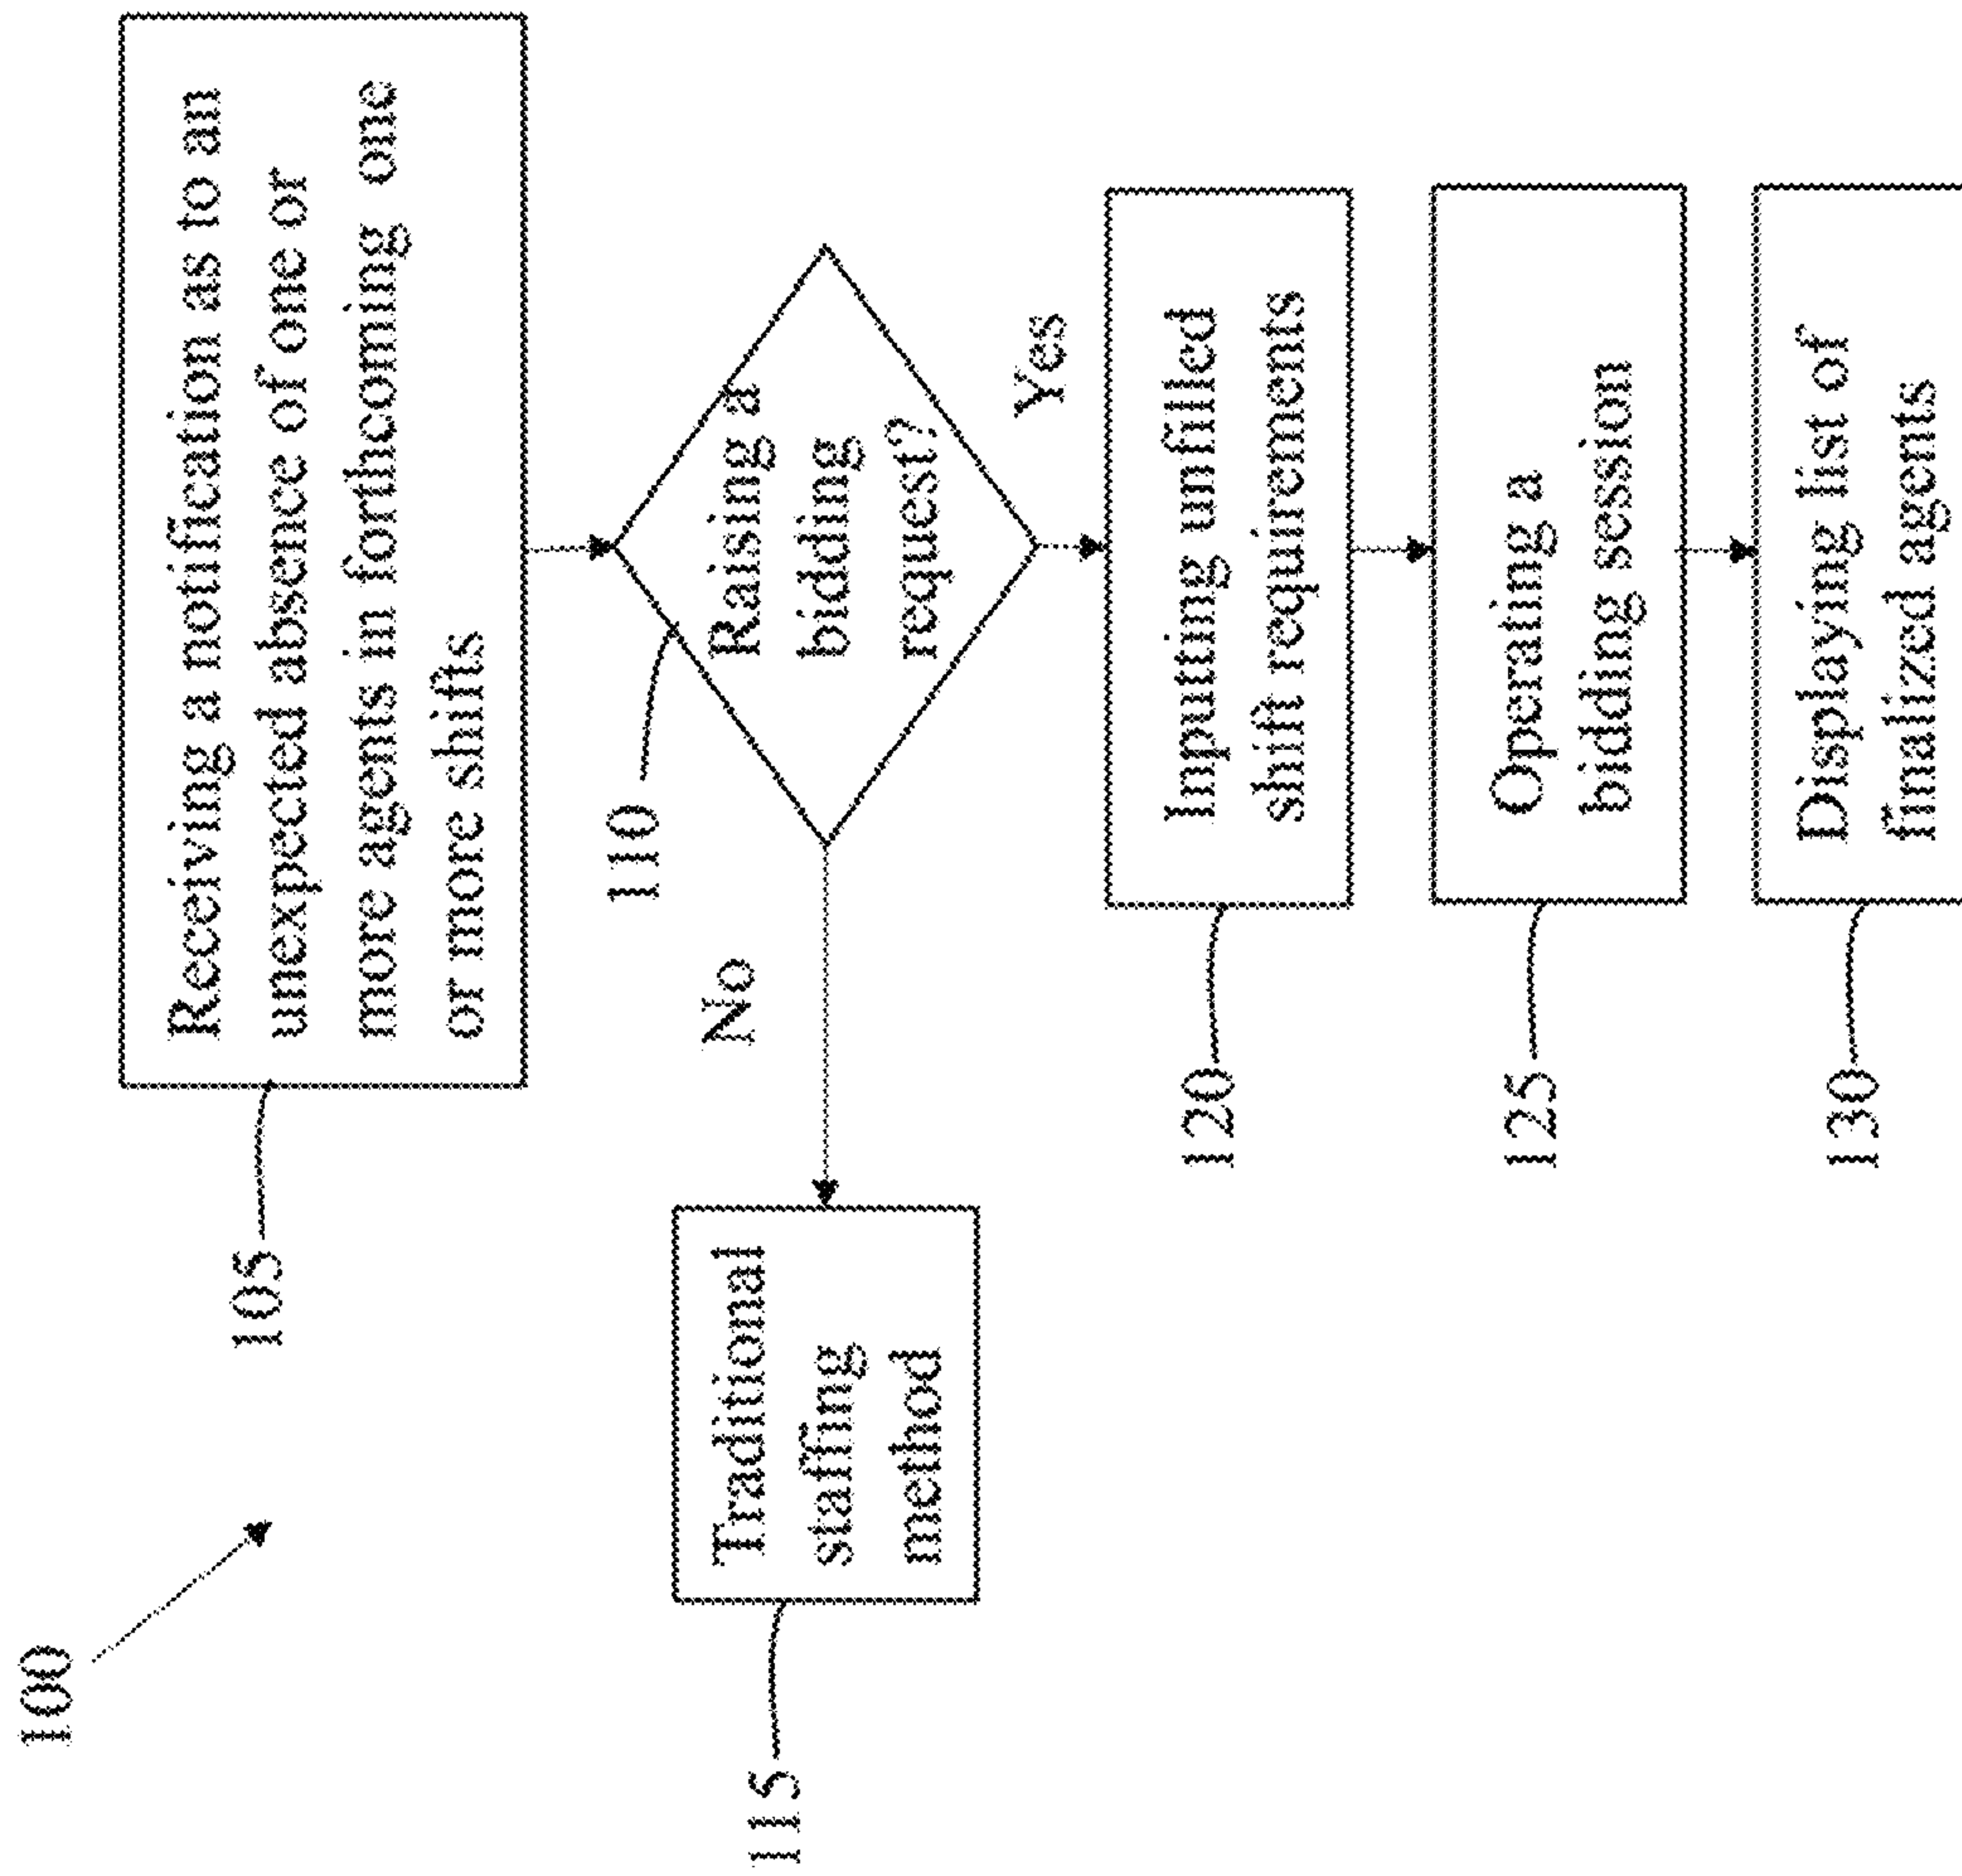 100
105
Receiving a notification as to an
unexpected absence of one or
more agents in forthcoming one
or more shifts
110
Raising a
bidding
request?
No
Yes
115
Traditional
staffing
method
120
Inputting unfilled
shift requirements
125
Operating a
bidding session
130
Displaying list of
finalized agents